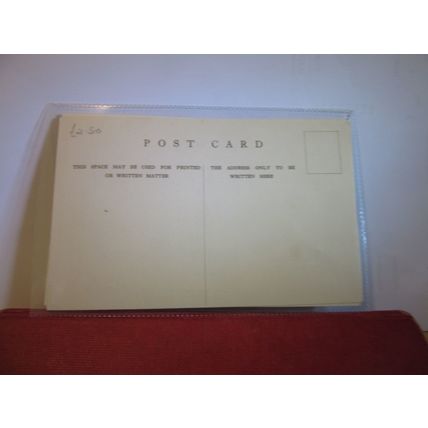 £2.50
POST CARD
THIS SPACE MAY BE USED FOR PRINTED
OR WRITTEN MATTER
THE ADDRESS ONLY TO BE
WRITTEN HERE